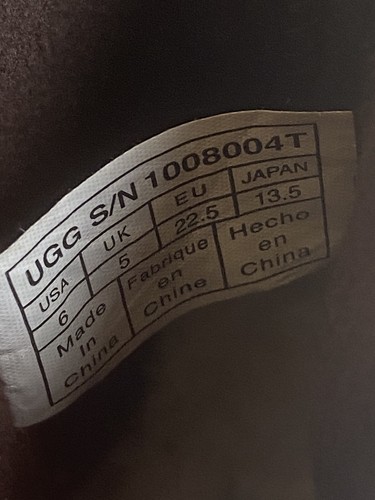 UGG S/N 1008004T
USA UK EU JAPAN
6 5 22.5 13.5
Made Fabrique Hecho
In en en
China Chine China